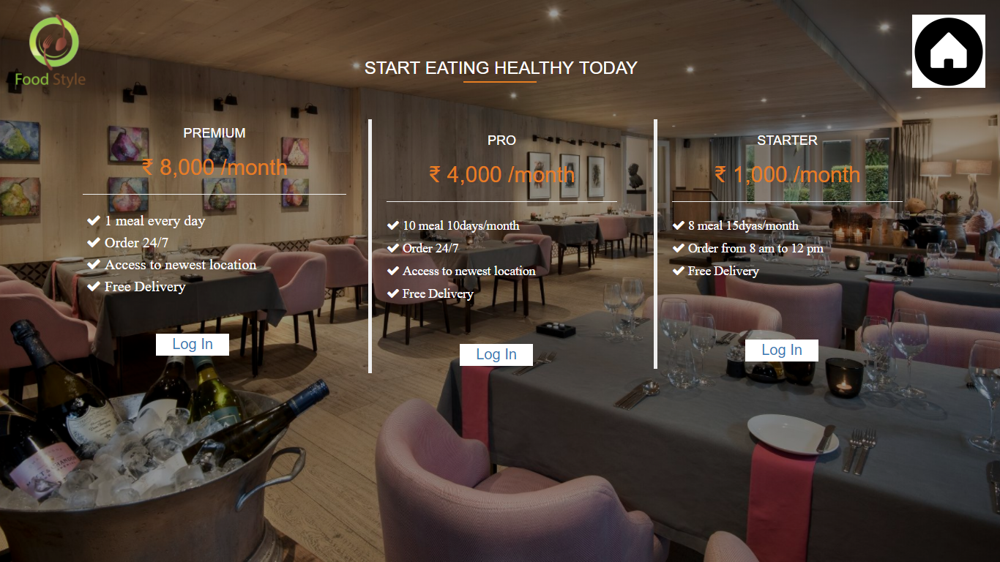 Food Style
START EATING HEALTHY TODAY
PREMIUM
₹ 8,000 /month
1 meal every day
Order 24/7
Access to newest location
Free Delivery
Log In
PRO
₹ 4,000 /month
10 meal 10days/month
Order 24/7
Access to newest location
Free Delivery
Log In
STARTER
₹ 1,000 /month
8 meal 15dyas/month
Order from 8 am to 12 pm
Free Delivery
Log In